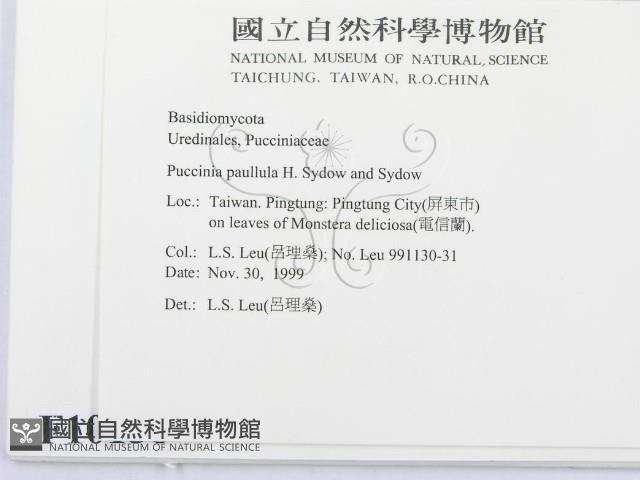 國立自然科學博物館
NATIONAL MUSEUM OF NATURAL SCIENCE
TAICHUNG, TAIWAN, R.O.CHINA
Basidiomycota
Uredinales, Pucciniaceae
Puccinia paullula H. Sydow and Sydow
Loc.: Taiwan. Pingtung: Pingtung City(屏東市)
on leaves of Monstera deliciosa(電信蘭).
Col.: L.S. Leu(呂理燊); No. Leu 991130-31
Date: Nov. 30, 1999
Det.: L.S. Leu(呂理燊)
國立自然科學博物館
NATIONAL MUSEUM OF NATURAL SCIENCE